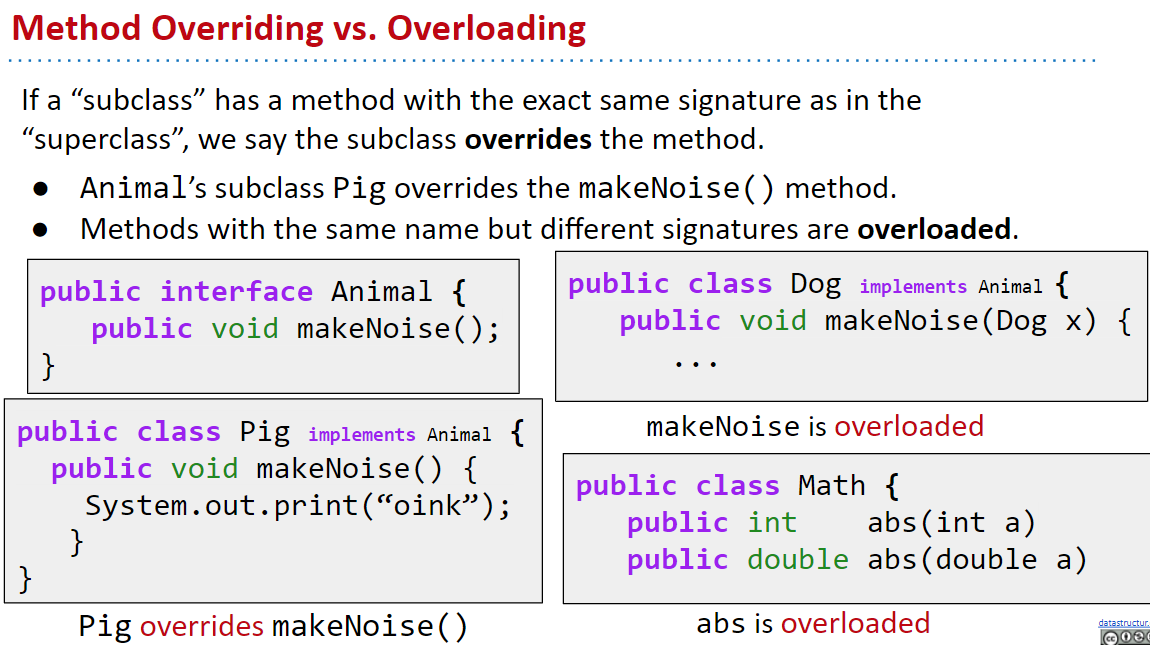 Method Overriding vs. Overloading
If a “subclass” has a method with the exact same signature as in the
“superclass”, we say the subclass overrides the method.
● Animal’s subclass Pig overrides the makeNoise() method.
● Methods with the same name but different signatures are overloaded.
public interface Animal {
public void makeNoise();
}
public class Pig implements Animal {
public void makeNoise() {
System.out.print(“oink”);
}
}
Pig overrides makeNoise()
public class Dog implements Animal {
public void makeNoise(Dog x) {
...
makeNoise is overloaded
public class Math {
public int abs(int a)
public double abs(double a)
abs is overloaded
datastructur.